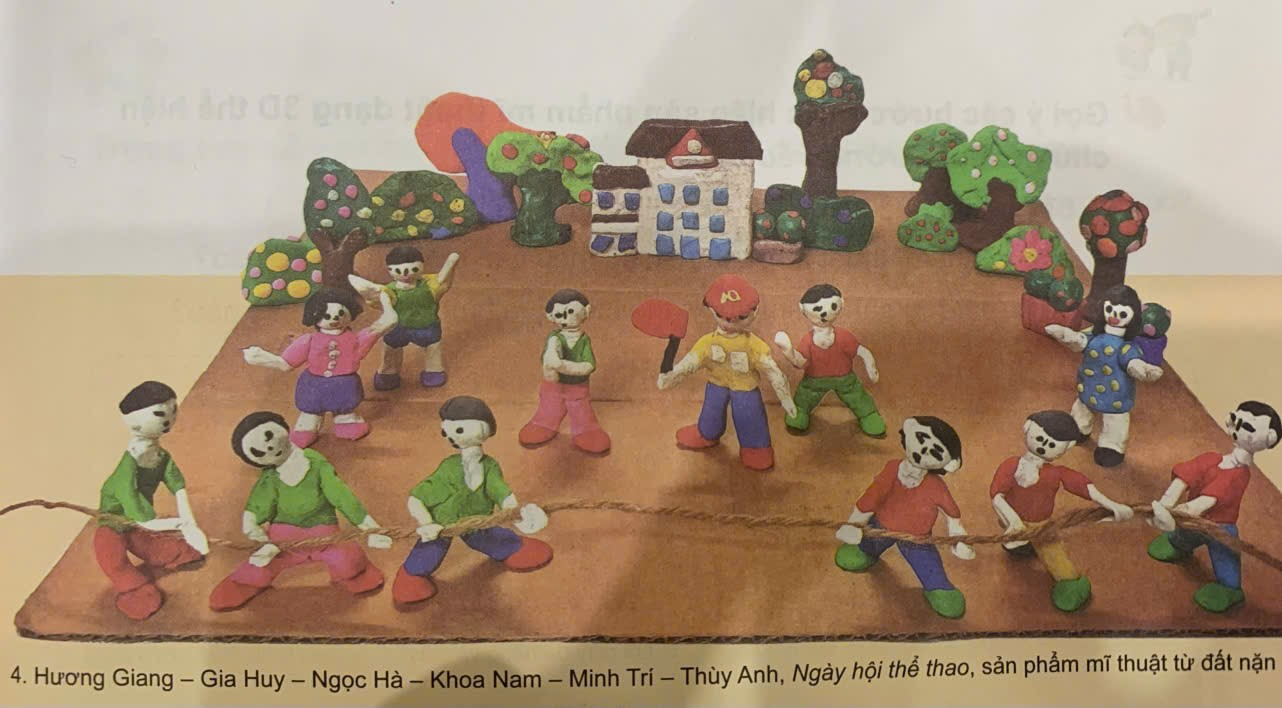 4. Hương Giang – Gia Huy – Ngọc Hà – Khoa Nam – Minh Trí – Thùy Anh, Ngày hội thể thao, sản phẩm mĩ thuật từ đất nặn